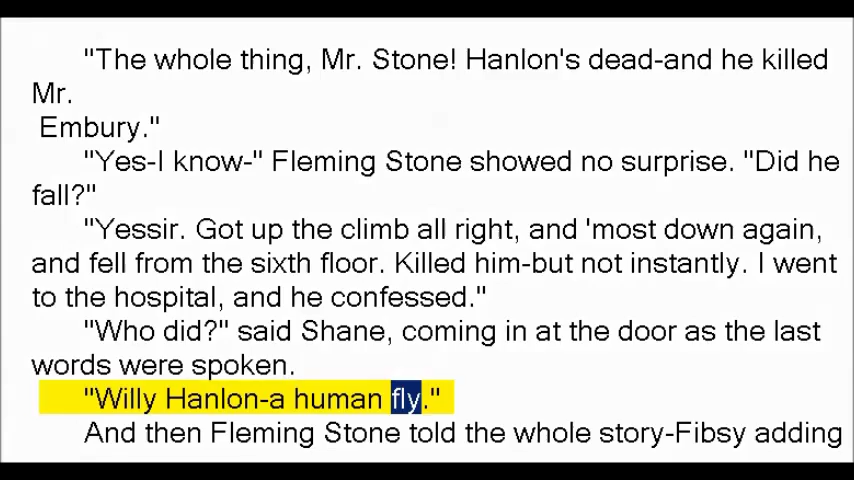 "The whole thing, Mr. Stone! Hanlon's dead-and he killed
Mr.
Embury."
"Yes-I know-" Fleming Stone showed no surprise. "Did he
fall?"
"Yessir. Got up the climb all right, and 'most down again,
and fell from the sixth floor. Killed him-but not instantly. I went
to the hospital, and he confessed."
"Who did?" said Shane, coming in at the door as the last
words were spoken.
"Willy Hanlon-a human fly."
And then Fleming Stone told the whole story-Fibsy adding